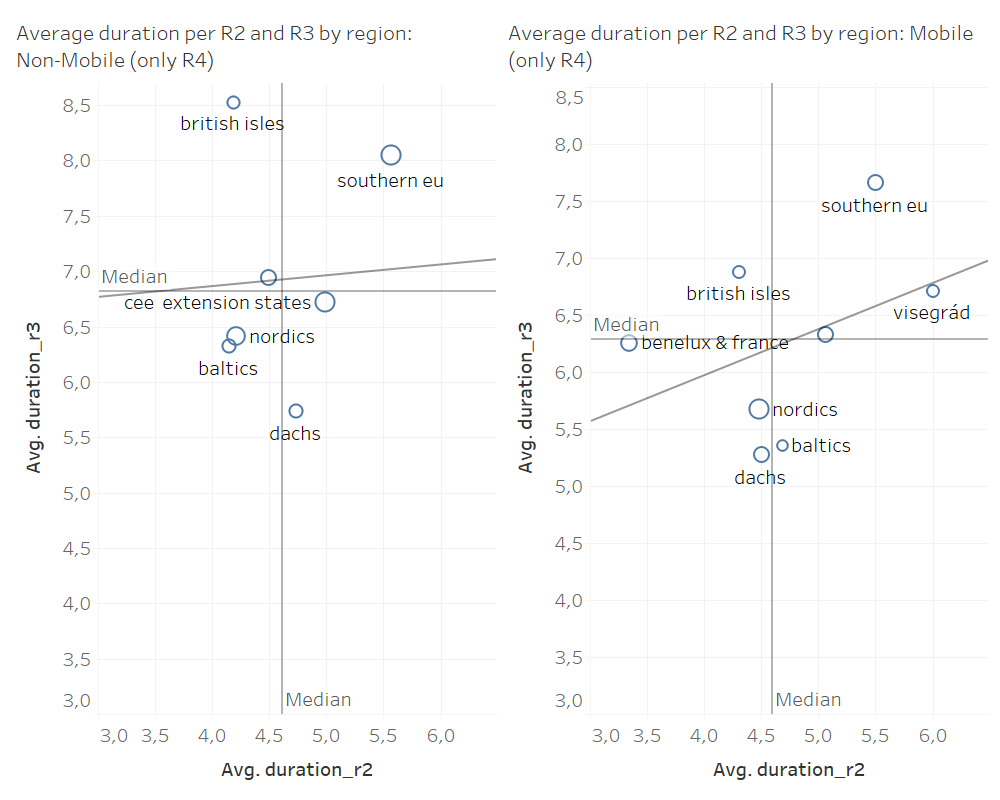 Average duration per R2 and R3 by region:
Non-Mobile (only R4)
8,5
8,0
7,5
7,0
6,5
6,0
5,5
5,0
4,5
4,0
3,5
3,0
Avg. duration_r3
british isles
southern eu
Median
cee extension states
nordics
baltics
dachs
Median
3,0 3,5 4,0 4,5 5,0 5,5 6,0
Avg. duration_r2
Average duration per R2 and R3 by region: Mobile
(only R4)
8,5
8,0
7,5
7,0
6,5
6,0
5,5
5,0
4,5
4,0
3,5
3,0
Avg. duration_r3
southern eu
british isles
visegrád
Median
benelux & france
nordics
baltics
dachs
Median
3,0 3,5 4,0 4,5 5,0 5,5 6,0
Avg. duration_r2